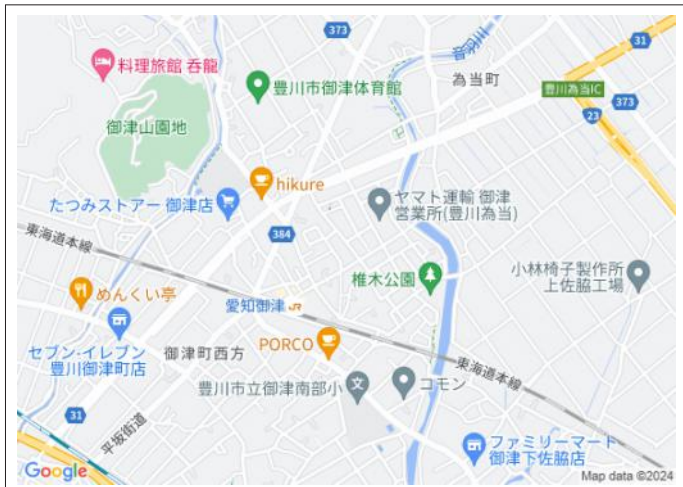 373
31
料理旅館 呑龍
音羽川
為当町
豊川為当IC
豊川市御津体育館
373
23
御津山園地
hikure
たつみストアー 御津店
ヤマト運輸 御津
営業所(豊川為当)
384
東海道本線
小林椅子製作所
上佐脇工場
椎木公園
めんくい亭
愛知御津
PORCO
セブン-イレブン
豊川御津町店
御津町西方
東海道本線
豊川市立御津南部小
文
コモン
31
平坂街道
ファミリーマート
御津下佐脇店
Google
Map data ©2024